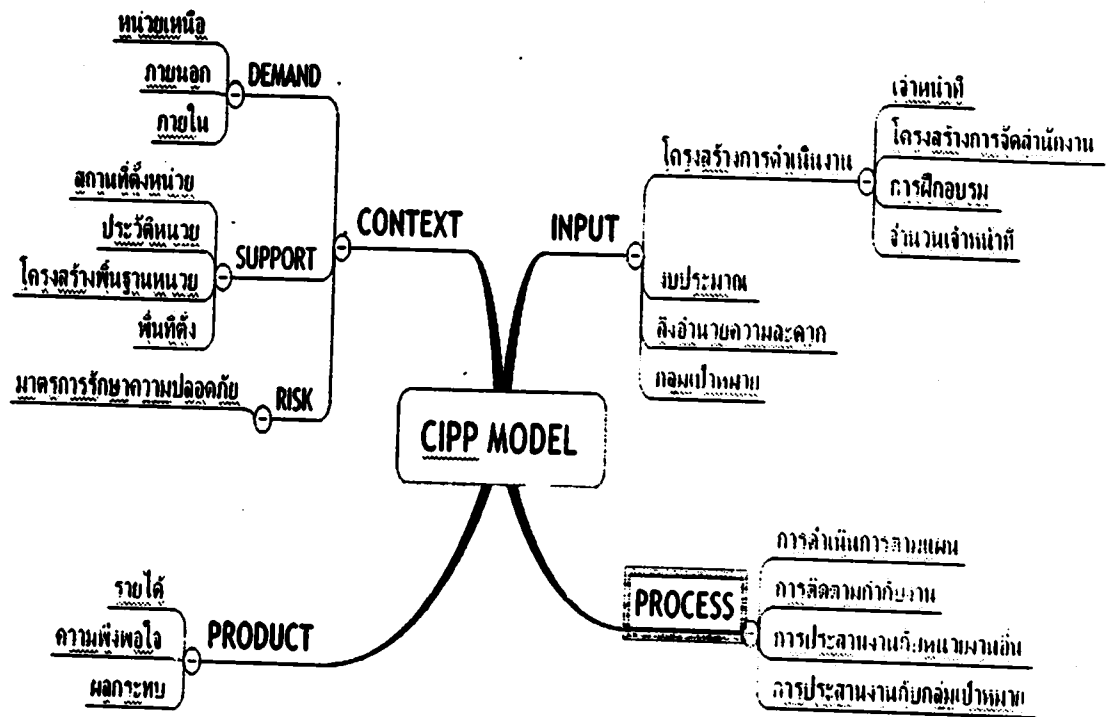 หน่วยเหนือ
ภายนอก
ภายใน
DEMAND
สถานที่ตั้งหน่วย
ประวัติหน่วย
โครงสร้างพื้นฐานหน่วย
พื้นที่ตั้ง
SUPPORT
มาตรการรักษาความปลอดภัย
RISK
CONTEXT
INPUT
โครงสร้างการดำเนินงาน
เจ้าหน้าที่
โครงสร้างการจัดสำนักงาน
การฝึกอบรม
จำนวนเจ้าหน้าที่
งบประมาณ
สิ่งอำนวยความสะดวก
กลุ่มเป้าหมาย
CIPP MODEL
รายได้
ความพึงพอใจ
ผลกระทบ
PRODUCT
PROCESS
การดำเนินการตามแผน
การติดตามกำกับงาน
การประสานงานกับหน่วยงานอื่น
การประสานงานกับกลุ่มเป้าหมาย